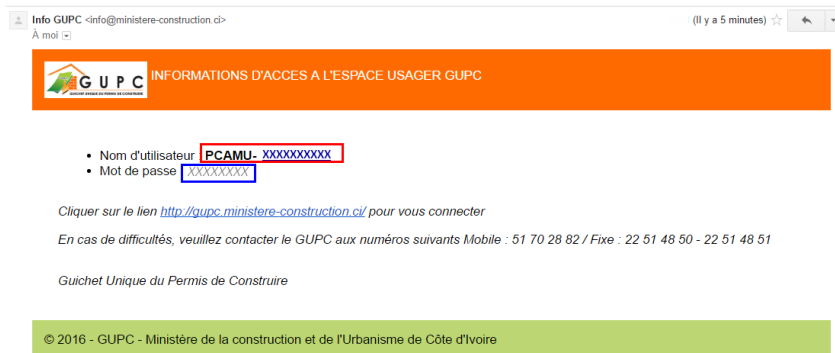 Info GUPC <info@ministere-construction.ci>
(Il y a 5 minutes)
À moi
GUPC
GUICHET UNIQUE DU PERMIS DE CONSTRUIRE
INFORMATIONS D'ACCES A L'ESPACE USAGER GUPC
• Nom d'utilisateur : PCAMU- XXXXXXXXXX
• Mot de passe XXXXXXXX
Cliquer sur le lien http://gupc.ministere-construction.ci/ pour vous connecter
En cas de difficultés, veuillez contacter le GUPC aux numéros suivants Mobile : 51 70 28 82 / Fixe : 22 51 48 50 - 22 51 48 51
Guichet Unique du Permis de Construire
© 2016 - GUPC - Ministère de la construction et de l'Urbanisme de Côte d'Ivoire